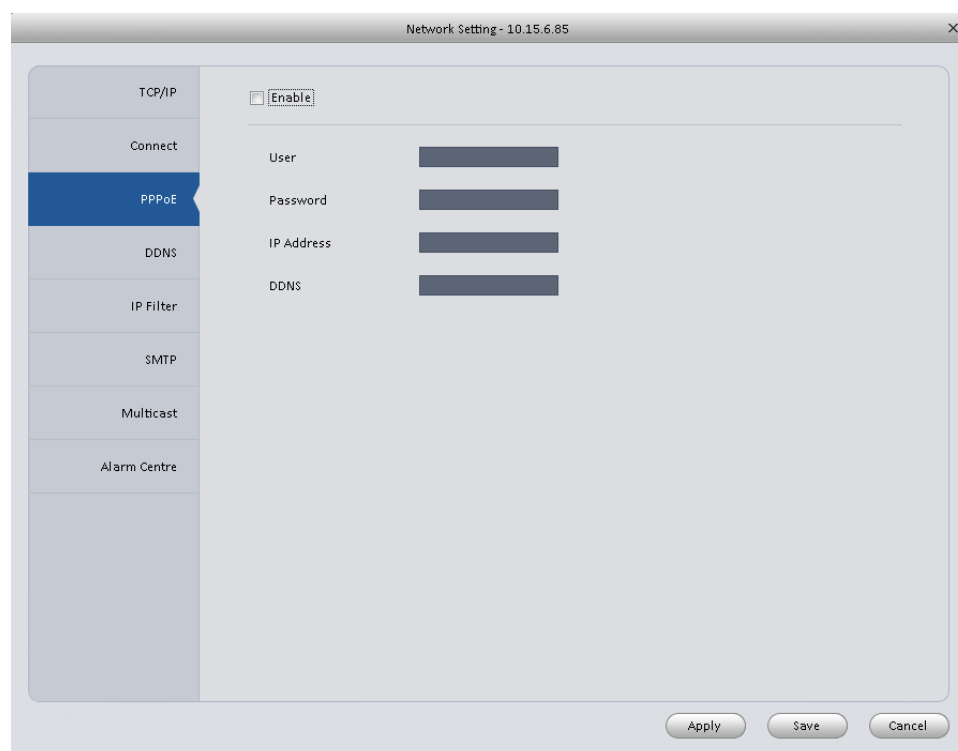 Network Setting - 10.15.6.85
TCP/IP
Connect
PPPoE
DDNS
IP Filter
SMTP
Multicast
Alarm Centre
Enable
User
Password
IP Address
DDNS
Apply
Save
Cancel